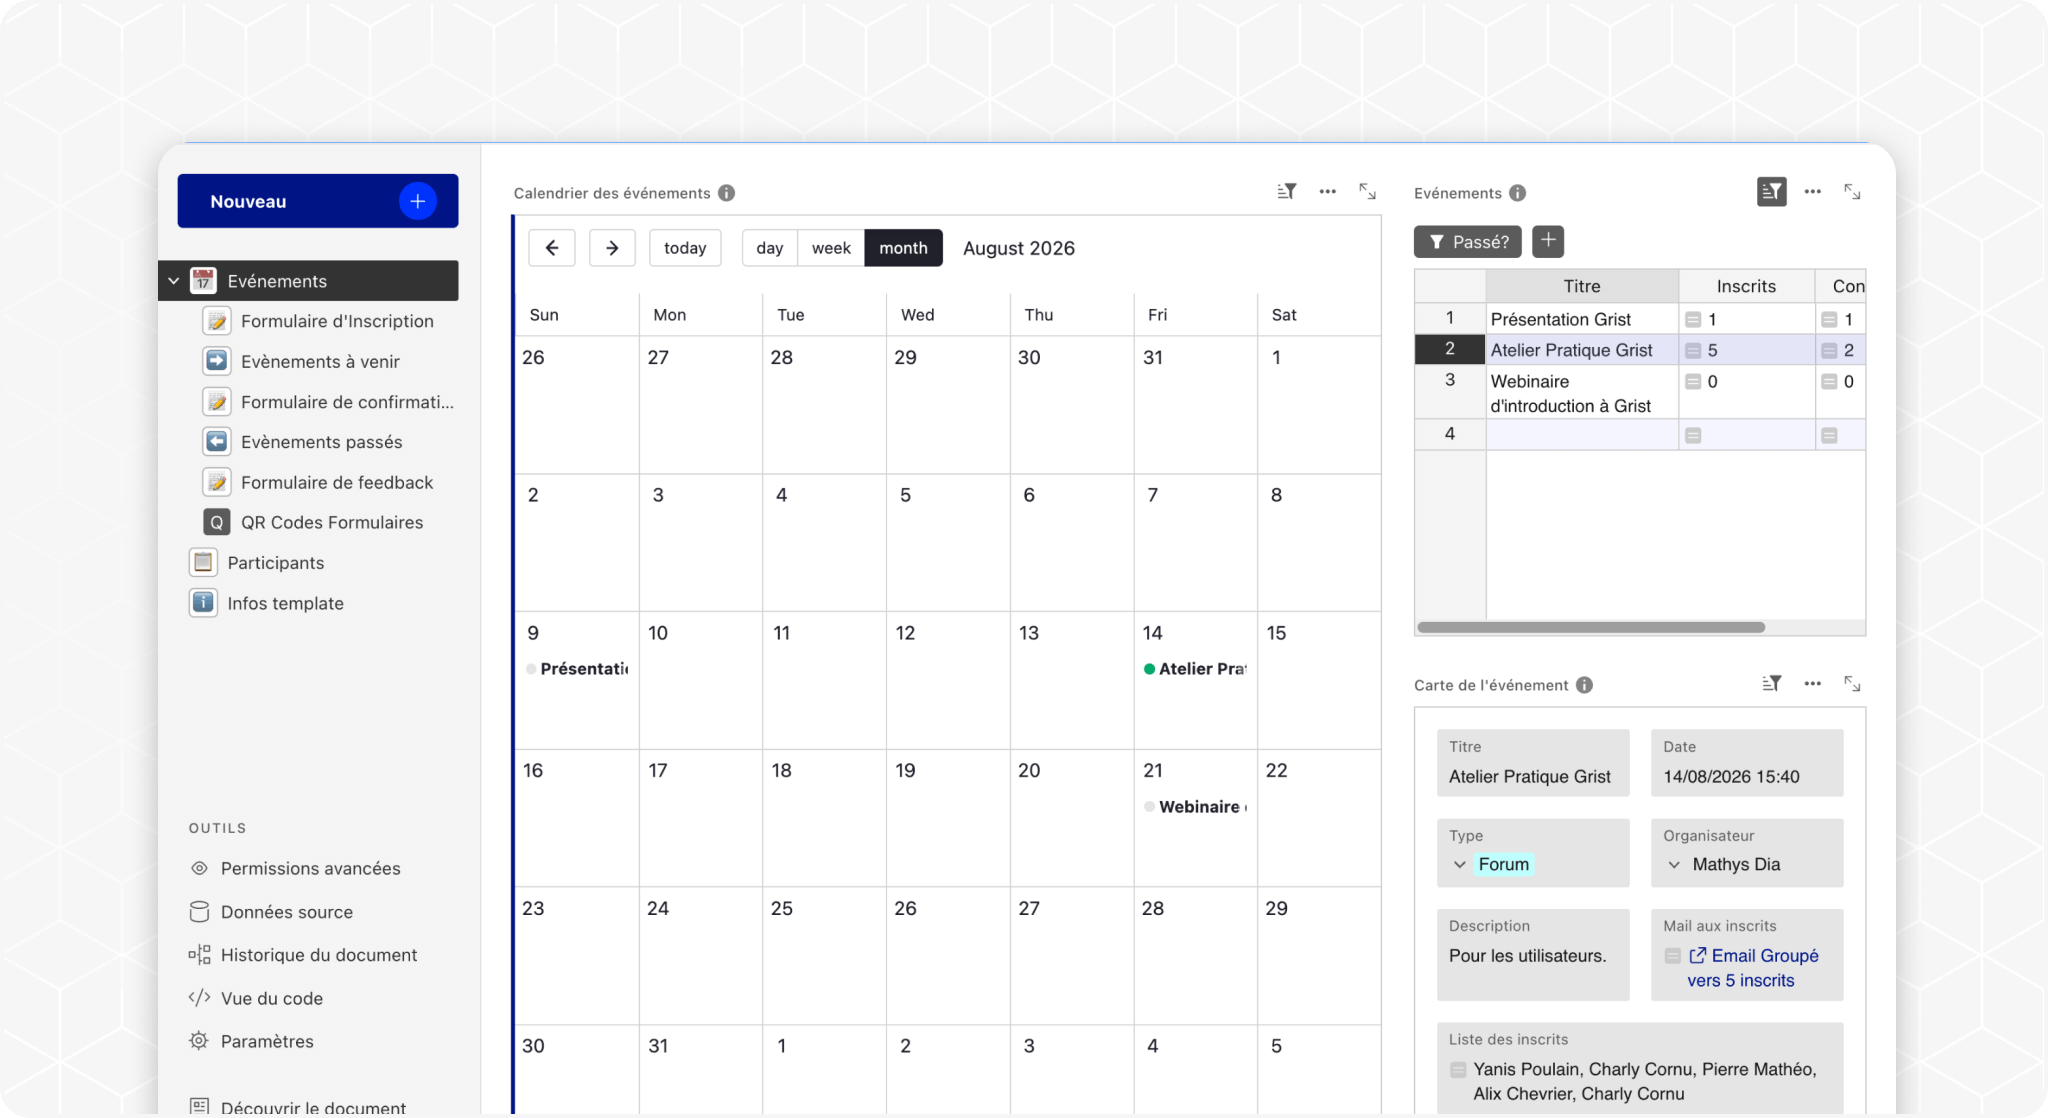 Nouveau
Evénements
Formulaire d'Inscription
Evènements à venir
Formulaire de confirmati...
Evènements passés
Formulaire de feedback
Q QR Codes Formulaires
Participants
Infos template
OUTILS
Permissions avancées
Données source
Historique du document
Vue du code
Paramètres
Découvrir le document
Calendrier des événements
today day week month August 2026
Sun Mon Tue Wed Thu Fri Sat
26 27 28 29 30 31 1
2 3 4 5 6 7 8
9 10 11 12 13 14 15
Présentati Atelier Prat
16 17 18 19 20 21 22
Webinaire
23 24 25 26 27 28 29
30 31 1 2 3 4 5
Evénements
Passé?
Titre Inscrits Con
1 Présentation Grist 1 1
2 Atelier Pratique Grist 5 2
3 Webinaire 0 0
d'introduction à Grist
4
Carte de l'événement
Titre Date
Atelier Pratique Grist 14/08/2026 15:40
Type Organisateur
Forum Mathys Dia
Description Mail aux inscrits
Pour les utilisateurs. Email Groupé
vers 5 inscrits
Liste des inscrits
Yanis Poulain, Charly Cornu, Pierre Mathéo,
Alix Chevrier, Charly Cornu